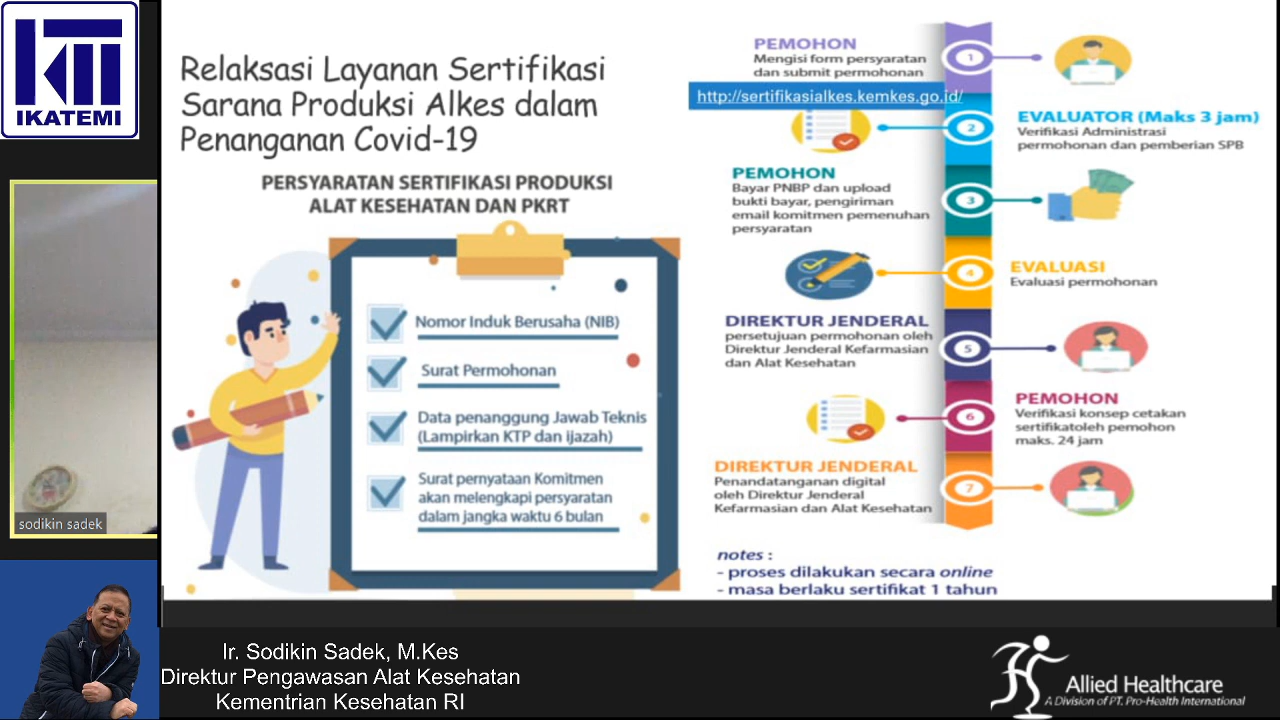 IKATEMI
Relaksasi Layanan Sertifikasi
Sarana Produksi Alkes dalam
Penanganan Covid-19
PERSYARATAN SERTIFIKASI PRODUKSI
ALAT KESEHATAN DAN PKRT
Nomor Induk Berusaha (NIB)
Surat Permohonan
Data penanggung Jawab Teknis
(Lampirkan KTP dan ijazah)
Surat pernyataan Komitmen
akan melengkapi persyaratan
dalam jangka waktu 6 bulan
PEMOHON
Mengisi form persyaratan
dan submit permohonan
http://sertifikasialkes.kemkes.go.id/
1
2
EVALUATOR (Maks 3 jam)
Verifikasi Administrasi
permohonan dan pemberian SPB
PEMOHON
Bayar PNBP dan upload
bukti bayar, pengiriman
email komitmen pemenuhan
persyaratan
3
4
EVALUASI
Evaluasi permohonan
DIREKTUR JENDERAL
persetujuan permohonan oleh
Direktur Jenderal Kefarmasian
dan Alat Kesehatan
5
6
PEMOHON
Verifikasi konsep cetakan
sertifikatoleh pemohon
maks. 24 jam
DIREKTUR JENDERAL
Penandatanganan digital
oleh Direktur Jenderal
Kefarmasian dan Alat Kesehatan
7
notes :
- proses dilakukan secara online
- masa berlaku sertifikat 1 tahun
sodikin sadek
Ir. Sodikin Sadek, M.Kes
Direktur Pengawasan Alat Kesehatan
Kementrian Kesehatan RI
Allied Healthcare
A Division of PT. Pro-Health International